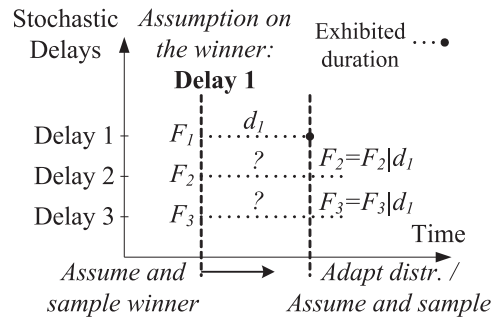 Stochastic
Delays
Assumption on
the winner:
Delay 1
Exhibited
duration
Delay 1
F1
d1
Delay 2
F2
?
F2=F2|d1
Delay 3
F3
?
F3=F3|d1
Time
Assume and
sample winner
Adapt distr. /
Assume and sample